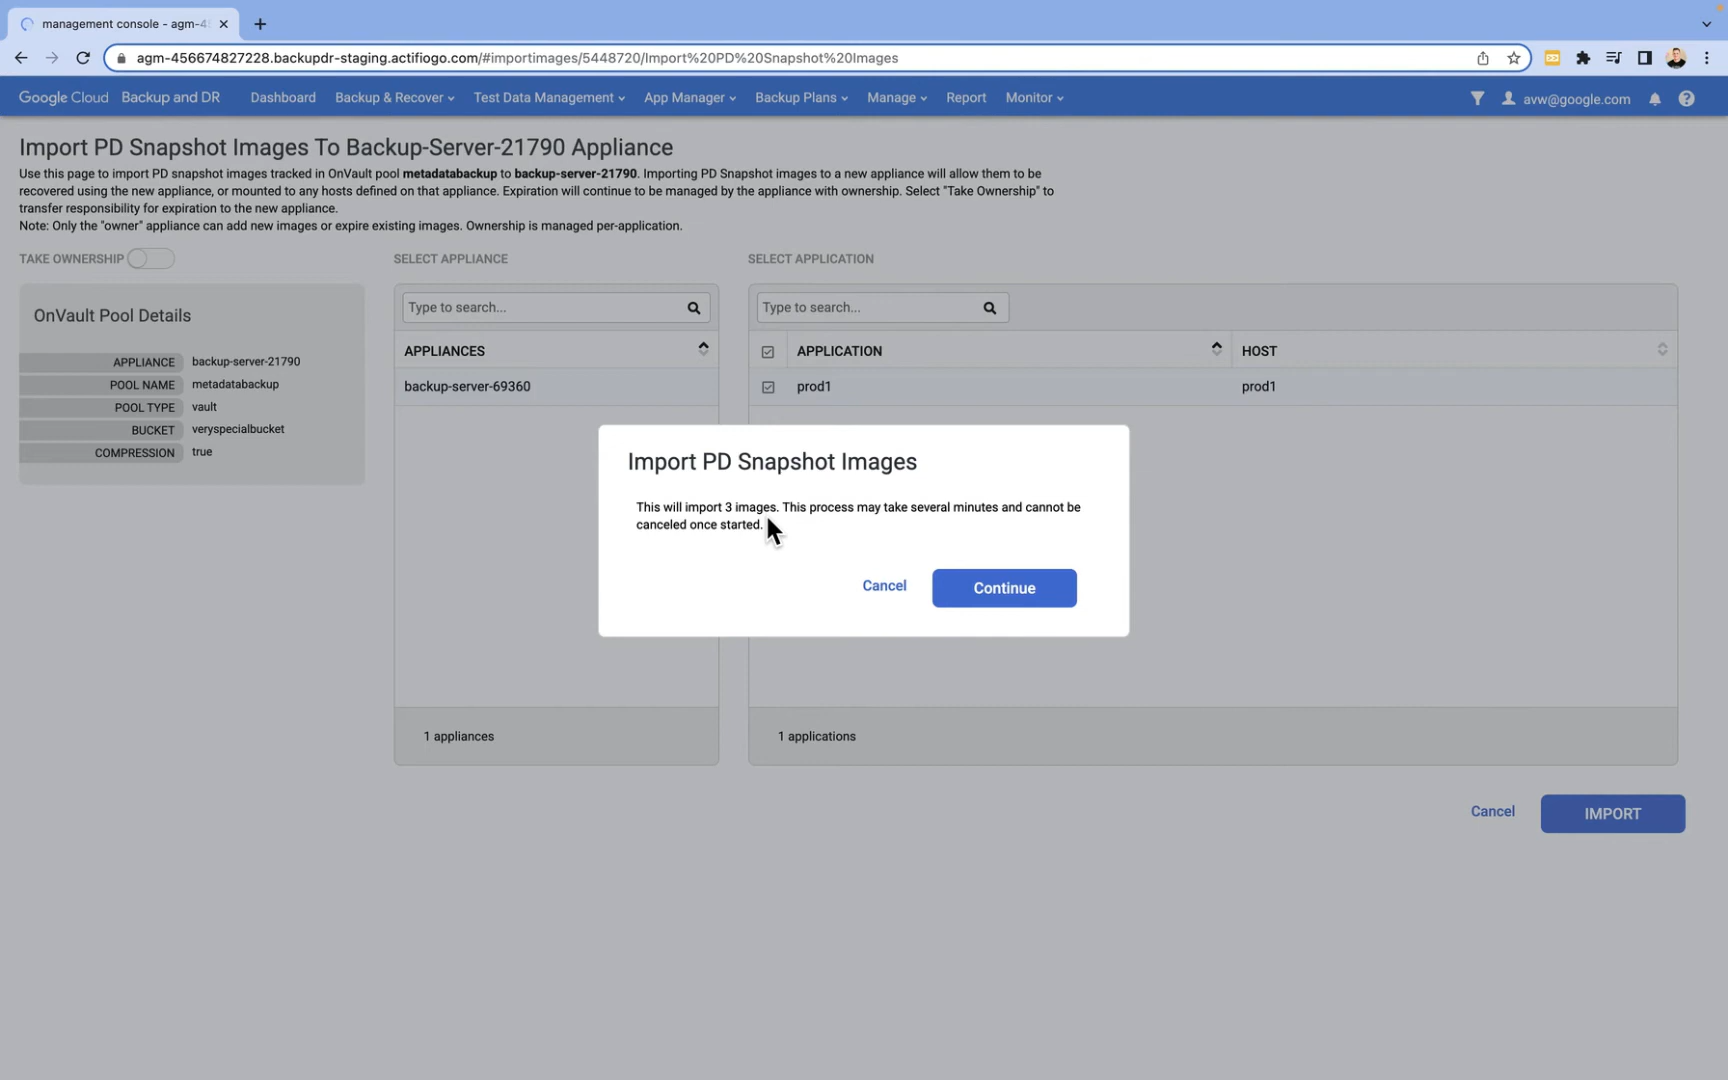 management console - agm-4
agm-456674827228.backupdr-staging.actifiogo.com/#importimages/5448720/Import%20PD%20Snapshot%20Images
Google Cloud Backup and DR Dashboard Backup & Recover Test Data Management App Manager Backup Plans Manage Report Monitor avw@google.com
Import PD Snapshot Images To Backup-Server-21790 Appliance
Use this page to import PD snapshot images tracked in OnVault pool metadatabackup to backup-server-21790. Importing PD Snapshot images to a new appliance will allow them to be
recovered using the new appliance, or mounted to any hosts defined on that appliance. Expiration will continue to be managed by the appliance with ownership. Select "Take Ownership" to
transfer responsibility for expiration to the new appliance.
Note: Only the "owner" appliance can add new images or expire existing images. Ownership is managed per-application.
TAKE OWNERSHIP
OnVault Pool Details
APPLIANCE backup-server-21790
POOL NAME metadatabackup
POOL TYPE vault
BUCKET veryspecialbucket
COMPRESSION true
SELECT APPLIANCE
Type to search...
APPLIANCES
backup-server-69360
1 appliances
SELECT APPLICATION
Type to search...
APPLICATION HOST
prod1 prod1
1 applications
Import PD Snapshot Images
This will import 3 images. This process may take several minutes and cannot be
canceled once started.
Cancel Continue
Cancel IMPORT